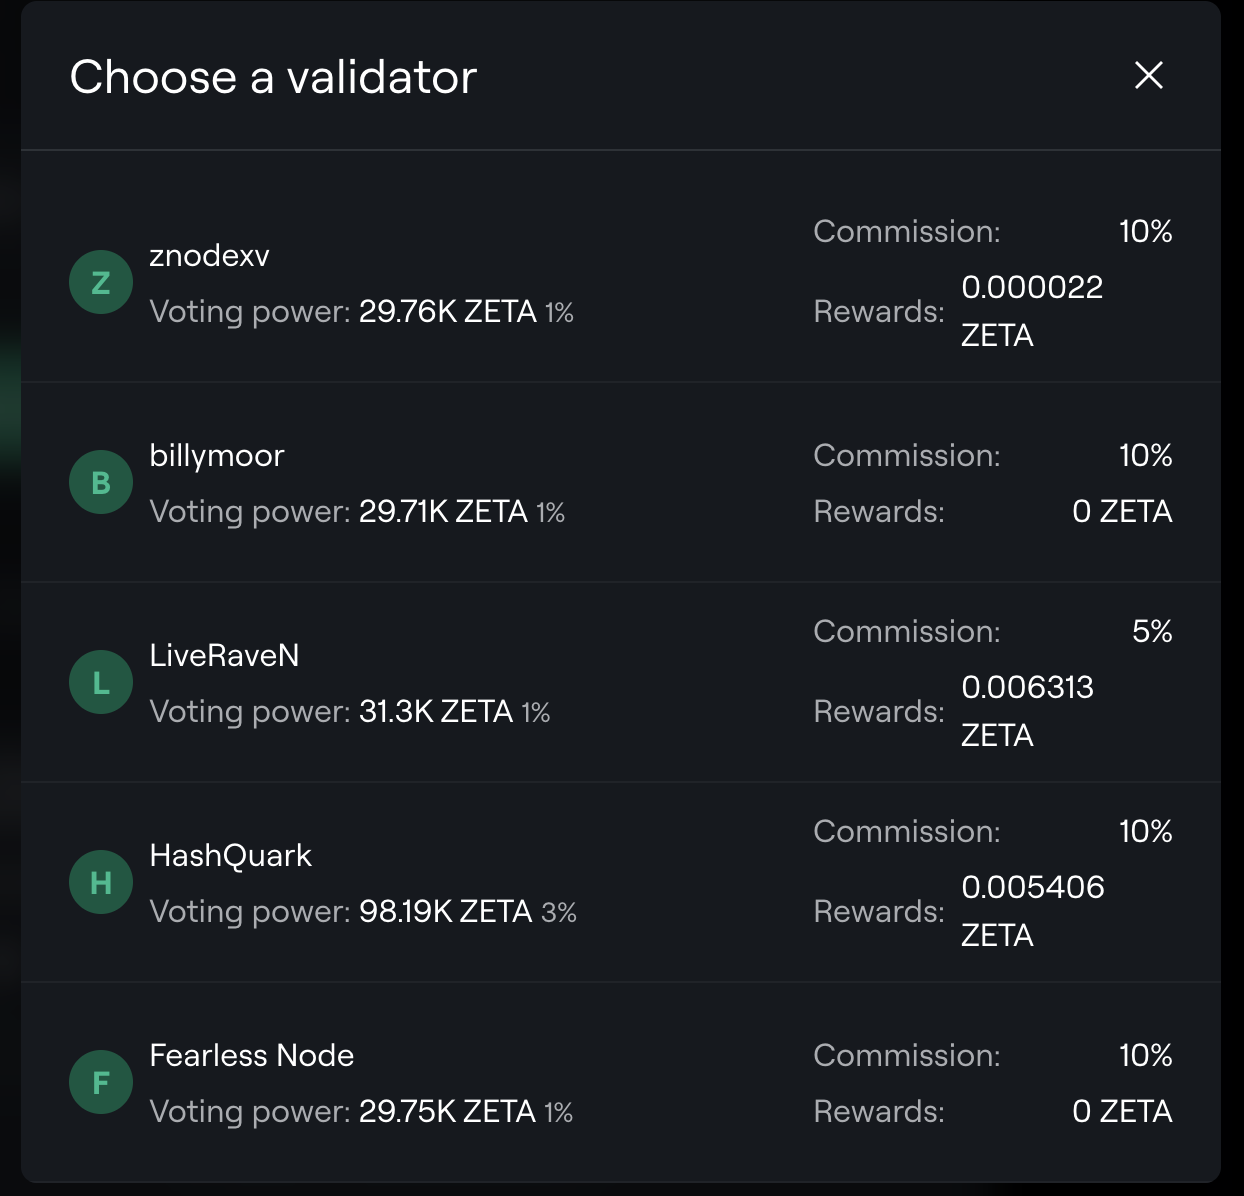 Choose a validator
Z
znodexv
Voting power: 29.76K ZETA 1%
Commission: 10%
Rewards: 0.000022
ZETA
B
billymoor
Voting power: 29.71K ZETA 1%
Commission: 10%
Rewards: 0 ZETA
L
LiveRaveN
Voting power: 31.3K ZETA 1%
Commission: 5%
Rewards: 0.006313
ZETA
H
HashQuark
Voting power: 98.19K ZETA 3%
Commission: 10%
Rewards: 0.005406
ZETA
F
Fearless Node
Voting power: 29.75K ZETA 1%
Commission: 10%
Rewards: 0 ZETA